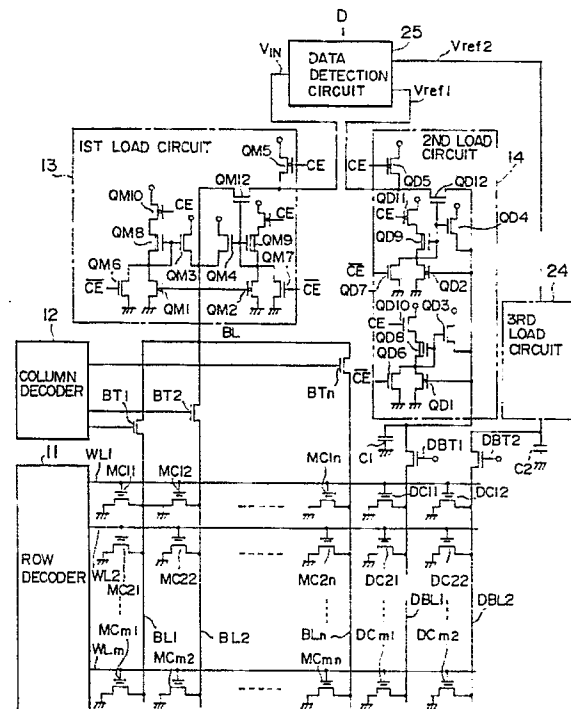 D
25
VIN
DATA DETECTION CIRCUIT
Vref2
Vref1
1ST LOAD CIRCUIT
13
QM5
CE
QM12
QM10
CE
CE
QM8
QM9
QM6
QM3
QM4
QM7
CE
QM1
QM2
CE
2ND LOAD CIRCUIT
14
CE
QD5
QD12
QD11
CE
QD4
QD9
CE
QD7
QD2
QD10
QD3
CE
QD8
QD6
CE
QD1
24
3RD LOAD CIRCUIT
12
COLUMN DECODER
BL
BT1
BT2
BTn
C1
DBT1
DBT2
C2
11
ROW DECODER
WL1
MC11
MC12
MC1n
DC11
DC12
WL2
MC21
MC22
MC2n
DC21
DC22
BL1
BL2
BLn
DBL1
DBL2
WLm
MCm1
MCm2
MCmn
DCm1
DCm2